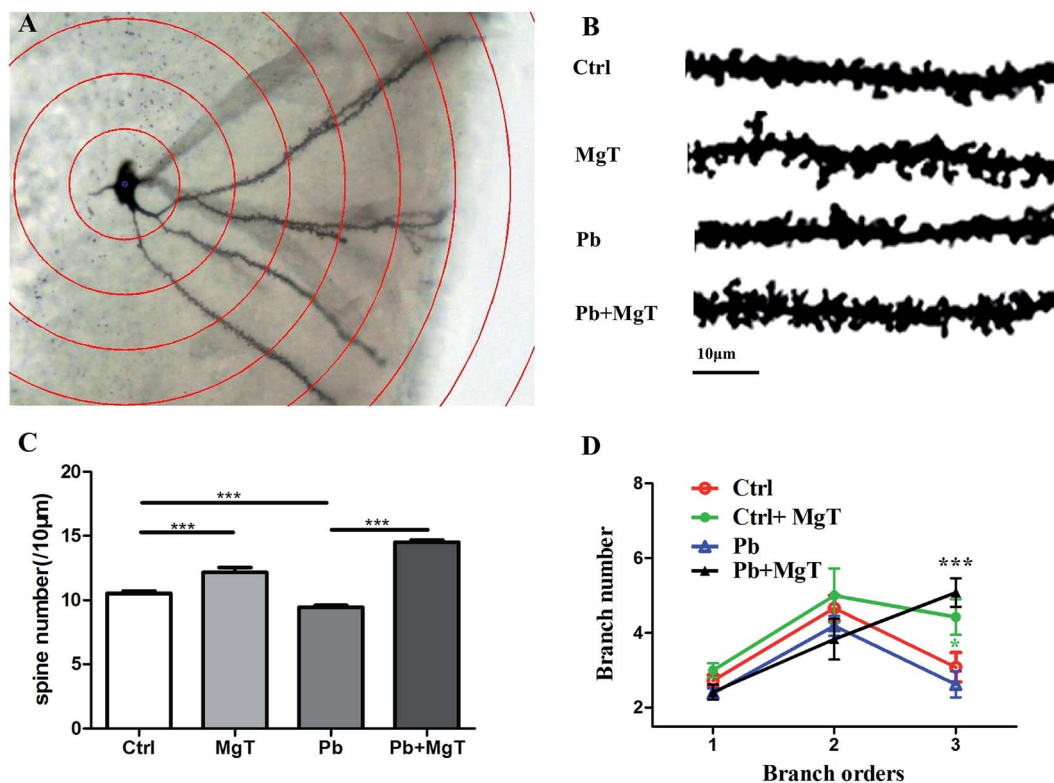 A
B
Ctrl
MgT
Pb
Pb+MgT
10μm
C
20
15
10
5
0
spine number(/10μm)
***
***
***
Ctrl
MgT
Pb
Pb+MgT
D
8
6
4
2
Branch number
Ctrl
Ctrl+ MgT
Pb
Pb+MgT
***
*
1
2
3
Branch orders